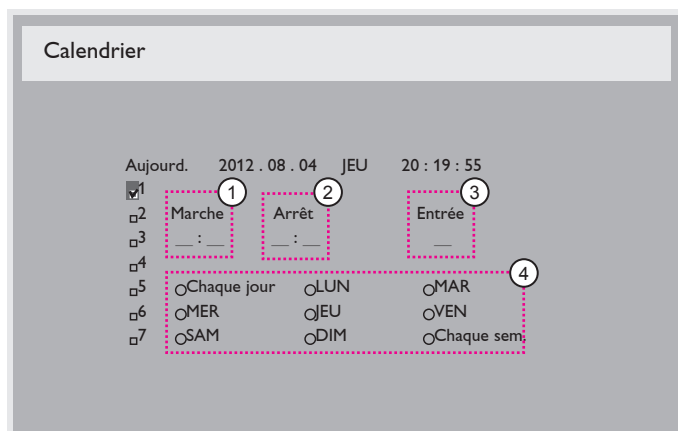 Calendrier
Aujourd. 2012 . 08 . 04 JEU 20 : 19 : 55
1 1 2 3
2 Marche Arrêt Entrée
3 __ : __ __ : __ __
4 4
5 Chaque jour LUN MAR
6 MER JEU VEN
7 SAM DIM Chaque sem.